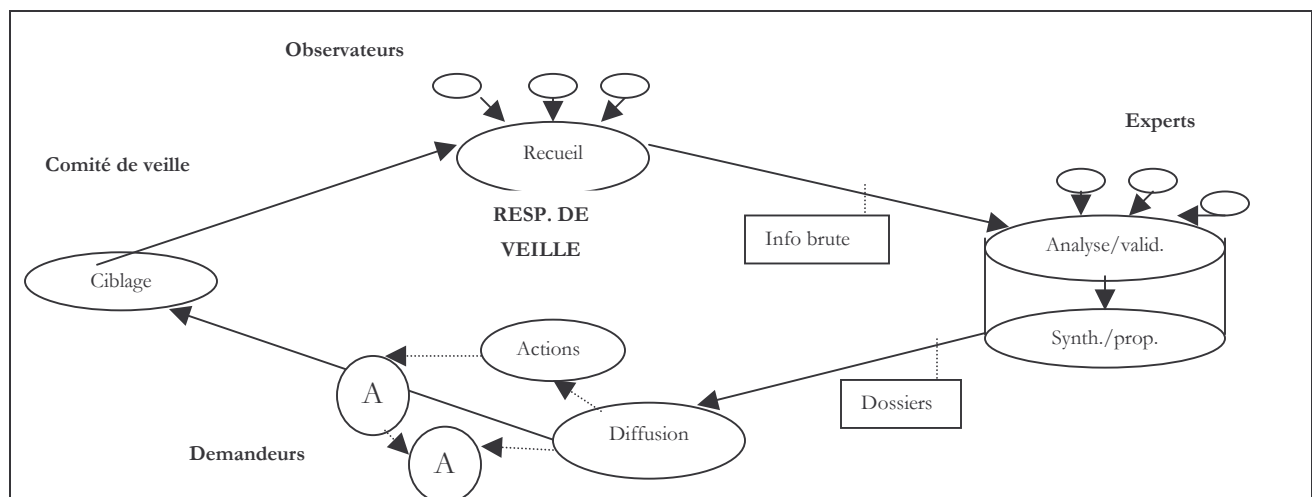 Observateurs
Experts
Comité de veille
Recueil
RESP. DE
VEILLE
Info brute
Analyse/valid.
Ciblage
Actions
Synth./prop.
A
Dossiers
Diffusion
Demandeurs
A